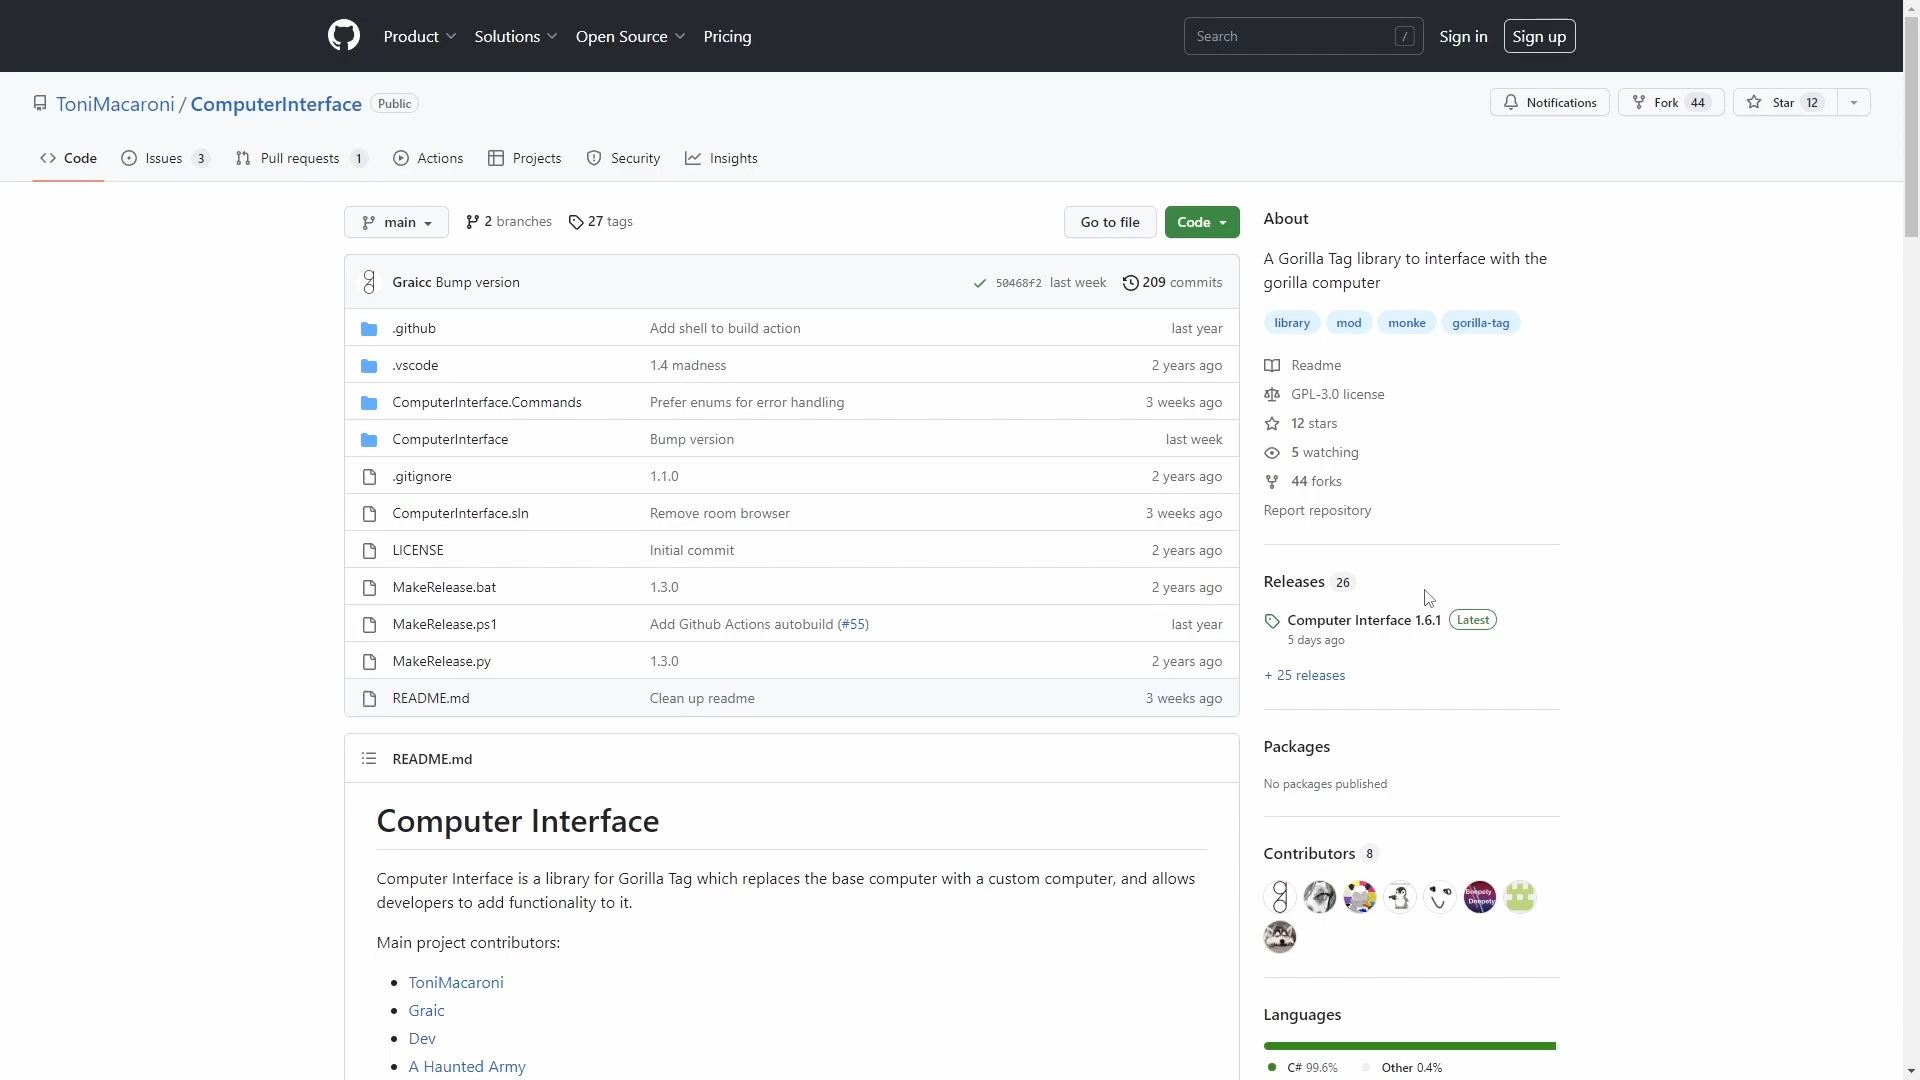 Product Solutions Open Source Pricing Search / Sign in Sign up
ToniMacaroni / ComputerInterface Public Notifications Fork 44 Star 12
Code Issues 3 Pull requests 1 Actions Projects Security Insights
main 2 branches 27 tags Go to file Code
Graicc Bump version 50468f2 last week 209 commits
.github Add shell to build action last year
.vscode 1.4 madness 2 years ago
ComputerInterface.Commands Prefer enums for error handling 3 weeks ago
ComputerInterface Bump version last week
.gitignore 1.1.0 2 years ago
ComputerInterface.sln Remove room browser 3 weeks ago
LICENSE Initial commit 2 years ago
MakeRelease.bat 1.3.0 2 years ago
MakeRelease.ps1 Add Github Actions autobuild (#55) last year
MakeRelease.py 1.3.0 2 years ago
README.md Clean up readme 3 weeks ago
README.md
Computer Interface
Computer Interface is a library for Gorilla Tag which replaces the base computer with a custom computer, and allows
developers to add functionality to it.
Main project contributors:
ToniMacaroni
Graic
Dev
A Haunted Army
About
A Gorilla Tag library to interface with the
gorilla computer
library mod monke gorilla-tag
Readme
GPL-3.0 license
12 stars
5 watching
44 forks
Report repository
Releases 26
Computer Interface 1.6.1 Latest
5 days ago
+ 25 releases
Packages
No packages published
Contributors 8
Boopety
Doopety
Languages
C# 99.6% Other 0.4%